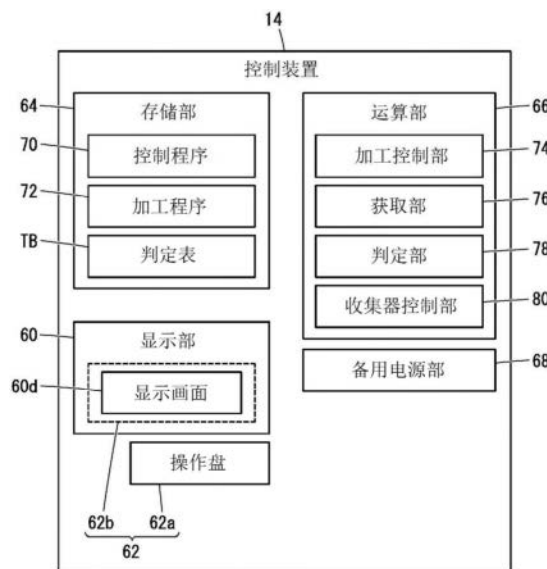 14
控制装置
64
存储部
70
控制程序
72
加工程序
TB
判定表
60
显示部
60d
显示画面
操作盘
62b
62a
62
运算部
66
加工控制部
74
获取部
76
判定部
78
收集器控制部
80
备用电源部
68